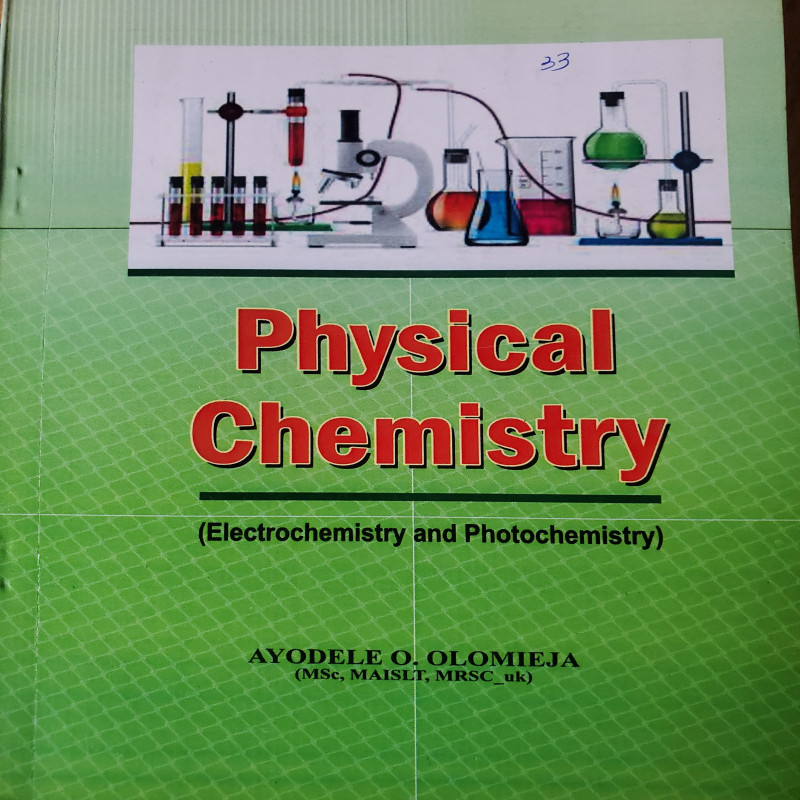 33
Physical
Chemistry
(Electrochemistry and Photochemistry)
AYODELE O. OLOMIEJA
(MSc, MAISLT, MRSC_uk)